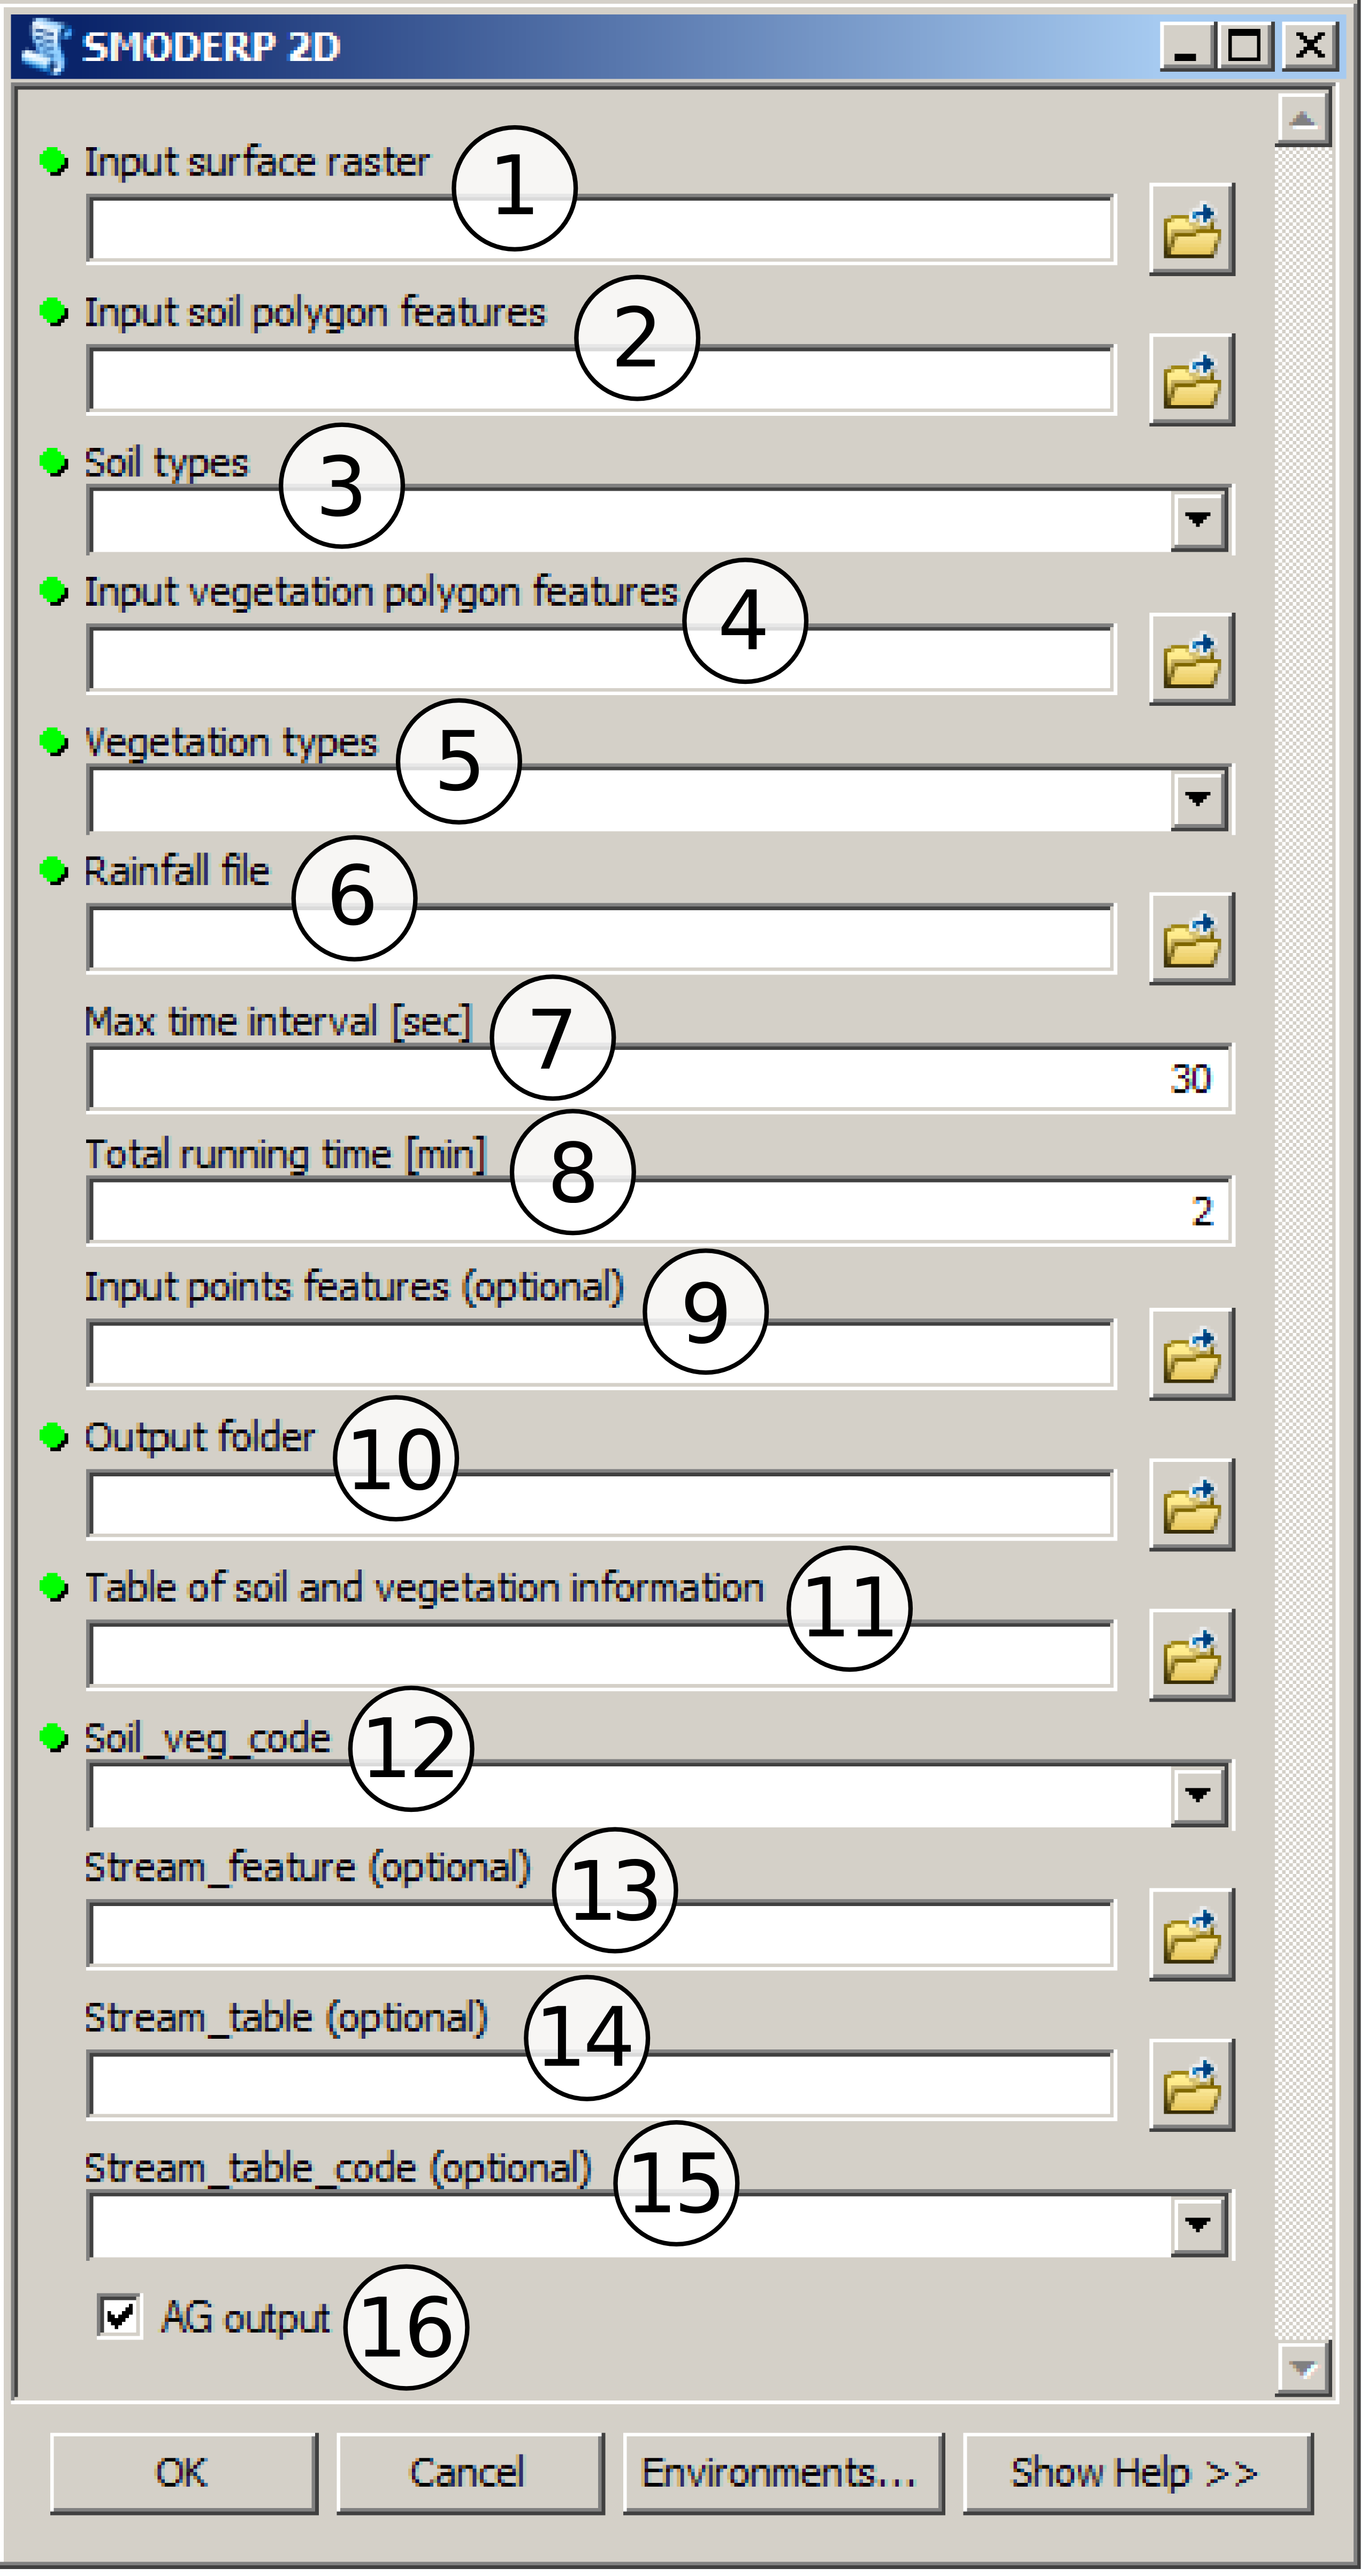 SMODERP 2D
Input surface raster 1
Input soil polygon features 2
Soil types 3
Input vegetation polygon features 4
Vegetation types 5
Rainfall file 6
Max time interval [sec] 7
30
Total running time [min] 8
2
Input points features (optional) 9
Output folder 10
Table of soil and vegetation information 11
Soil_veg_code 12
Stream_feature (optional) 13
Stream_table (optional) 14
Stream_table_code (optional) 15
AG output 16
OK Cancel Environments... Show Help >>